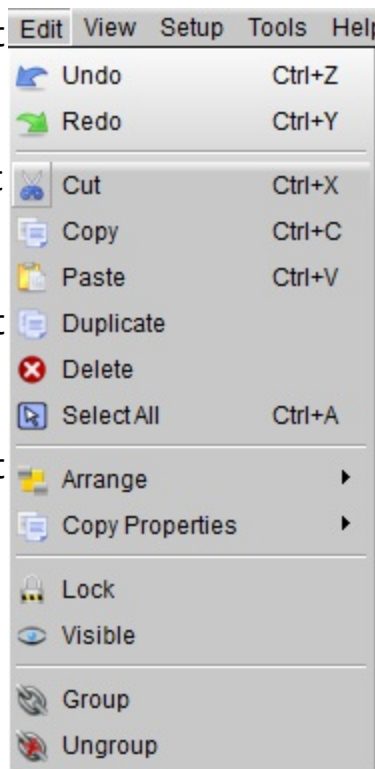 Edit View Setup Tools Help
Undo Ctrl+Z
Redo Ctrl+Y
Cut Ctrl+X
Copy Ctrl+C
Paste Ctrl+V
Duplicate
Delete
Select All Ctrl+A
Arrange
Copy Properties
Lock
Visible
Group
Ungroup